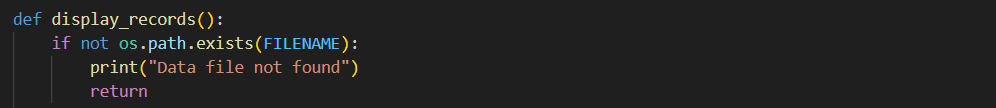 def display_records():
    if not os.path.exists(FILENAME):
        print("Data file not found")
        return